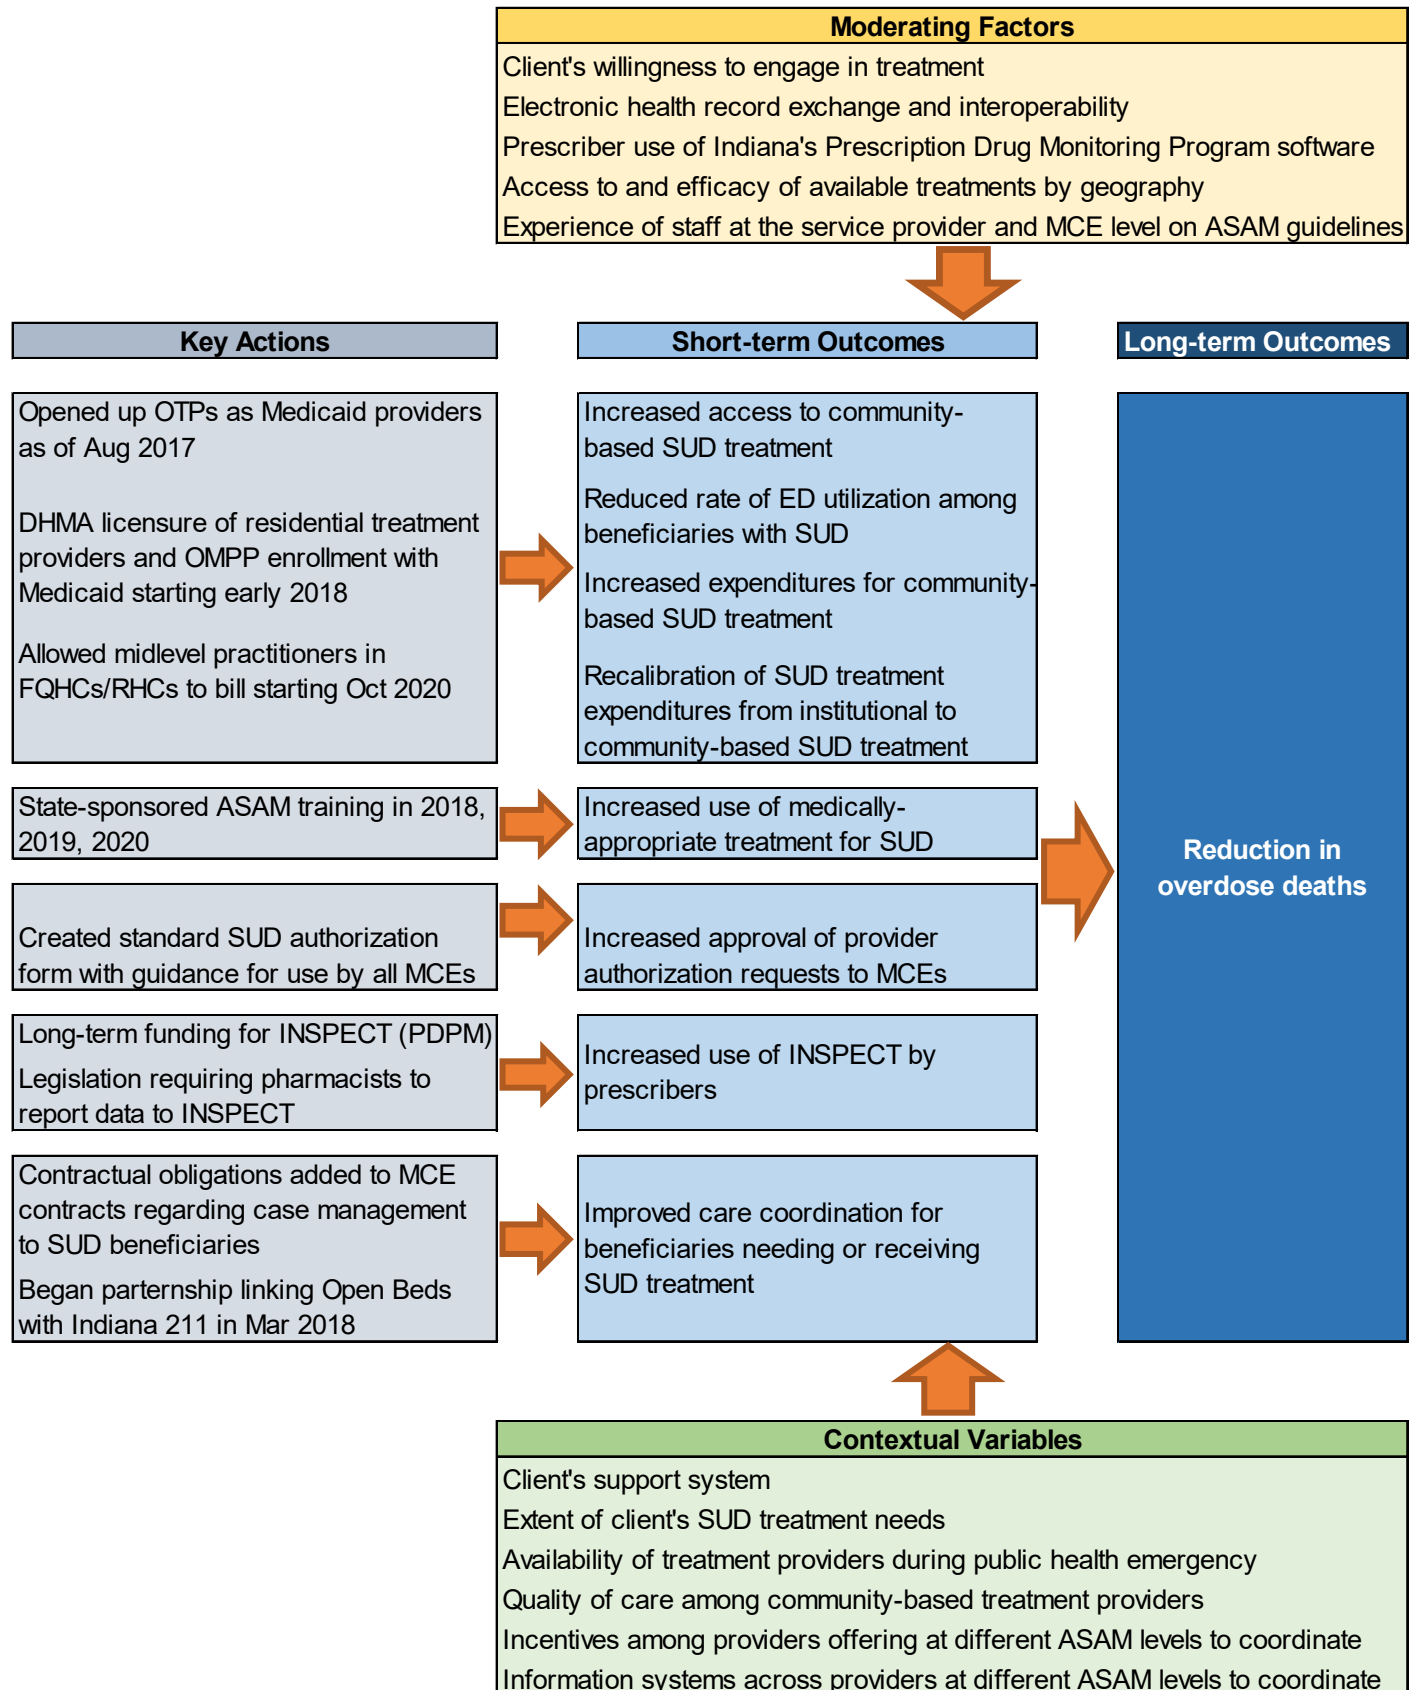 Moderating Factors
Client's willingness to engage in treatment
Electronic health record exchange and interoperability
Prescriber use of Indiana's Prescription Drug Monitoring Program software
Access to and efficacy of available treatments by geography
Experience of staff at the service provider and MCE level on ASAM guidelines
Key Actions
Short-term Outcomes
Long-term Outcomes
Opened up OTPs as Medicaid providers
as of Aug 2017
DHMA licensure of residential treatment
providers and OMPP enrollment with
Medicaid starting early 2018
Allowed midlevel practitioners in
FQHCs/RHCs to bill starting Oct 2020
Increased access to community-
based SUD treatment
Reduced rate of ED utilization among
beneficiaries with SUD
Increased expenditures for community-
based SUD treatment
Recalibration of SUD treatment
expenditures from institutional to
community-based SUD treatment
State-sponsored ASAM training in 2018,
2019, 2020
Increased use of medically-
appropriate treatment for SUD
Created standard SUD authorization
form with guidance for use by all MCEs
Increased approval of provider
authorization requests to MCEs
Long-term funding for INSPECT (PDPM)
Legislation requiring pharmacists to
report data to INSPECT
Increased use of INSPECT by
prescribers
Contractual obligations added to MCE
contracts regarding case management
to SUD beneficiaries
Began parternship linking Open Beds
with Indiana 211 in Mar 2018
Improved care coordination for
beneficiaries needing or receiving
SUD treatment
Reduction in
overdose deaths
Contextual Variables
Client's support system
Extent of client's SUD treatment needs
Availability of treatment providers during public health emergency
Quality of care among community-based treatment providers
Incentives among providers offering at different ASAM levels to coordinate
Information systems across providers at different ASAM levels to coordinate